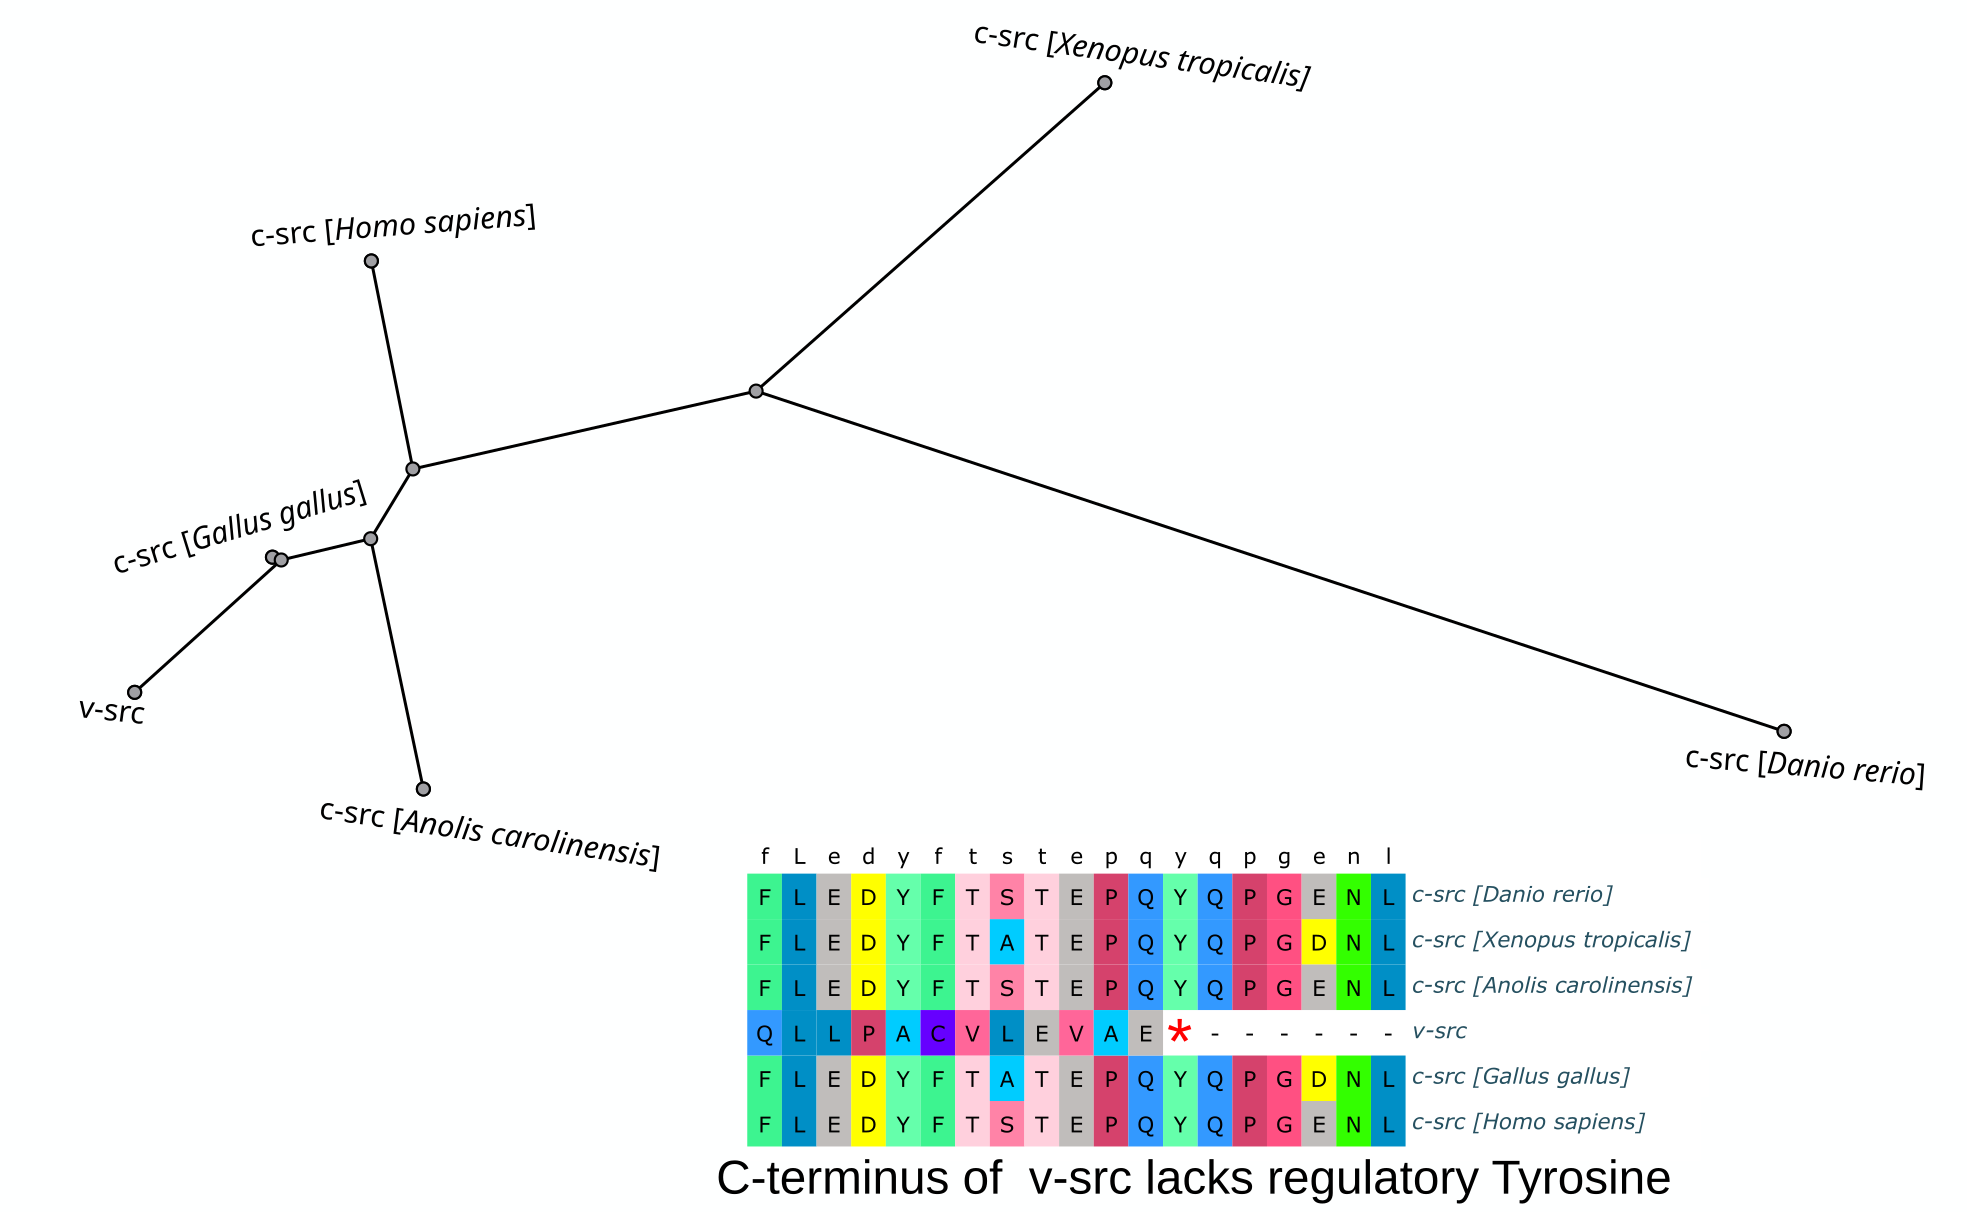 c-src [Xenopus tropicalis]
c-src [Homo sapiens]
c-src [Gallus gallus]
v-src
c-src [Danio rerio]
c-src [Anolis carolinensis]
f L e d y f t s t e p q y q p g e n l
F L E D Y F T S T E P Q Y Q P G E N L c-src [Danio rerio]
F L E D Y F T A T E P Q Y Q P G D N L c-src [Xenopus tropicalis]
F L E D Y F T S T E P Q Y Q P G E N L c-src [Anolis carolinensis]
Q L L P A C V L E V A E * - - - - - - v-src
F L E D Y F T A T E P Q Y Q P G D N L c-src [Gallus gallus]
F L E D Y F T S T E P Q Y Q P G E N L c-src [Homo sapiens]
C-terminus of v-src lacks regulatory Tyrosine